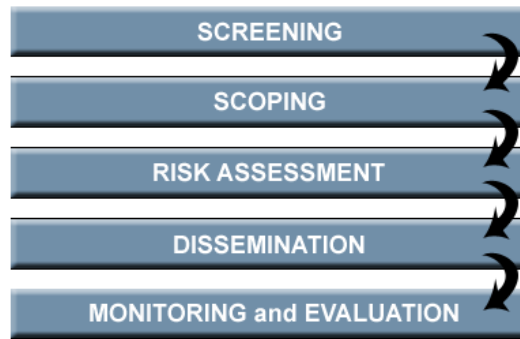 SCREENING
SCOPING
RISK ASSESSMENT
DISSEMINATION
MONITORING and EVALUATION